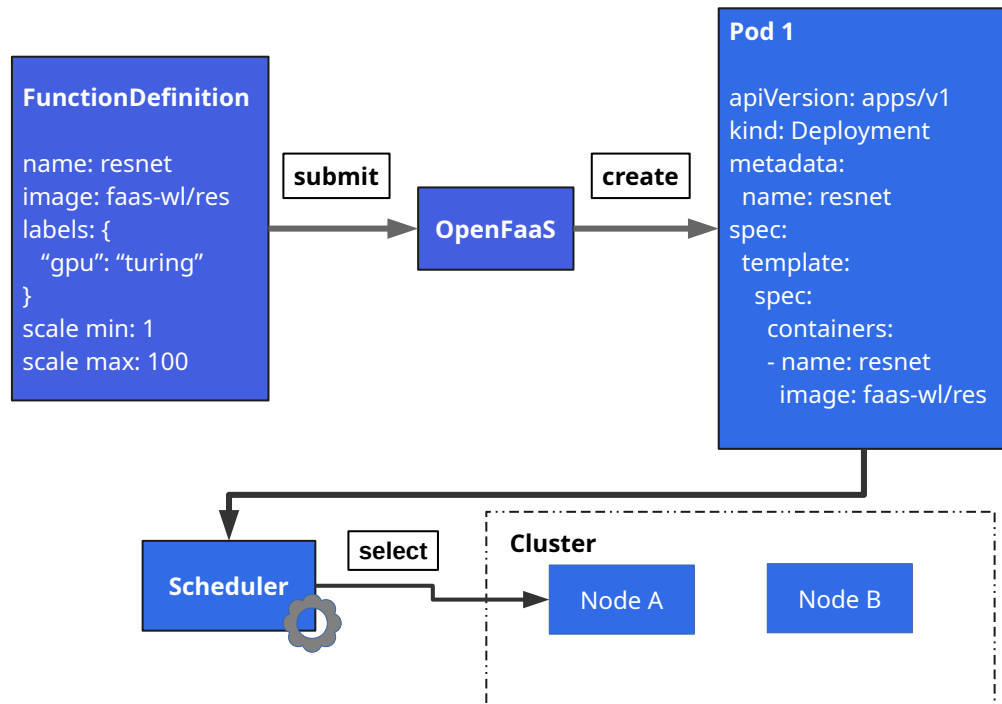 FunctionDefinition
name: resnet
image: faas-wl/res
labels: {
“gpu”: “turing”
}
scale min: 1
scale max: 100
submit
OpenFaaS
create
Pod 1
apiVersion: apps/v1
kind: Deployment
metadata:
name: resnet
spec:
template:
spec:
containers:
- name: resnet
image: faas-wl/res
Scheduler
select
Cluster
Node A
Node B